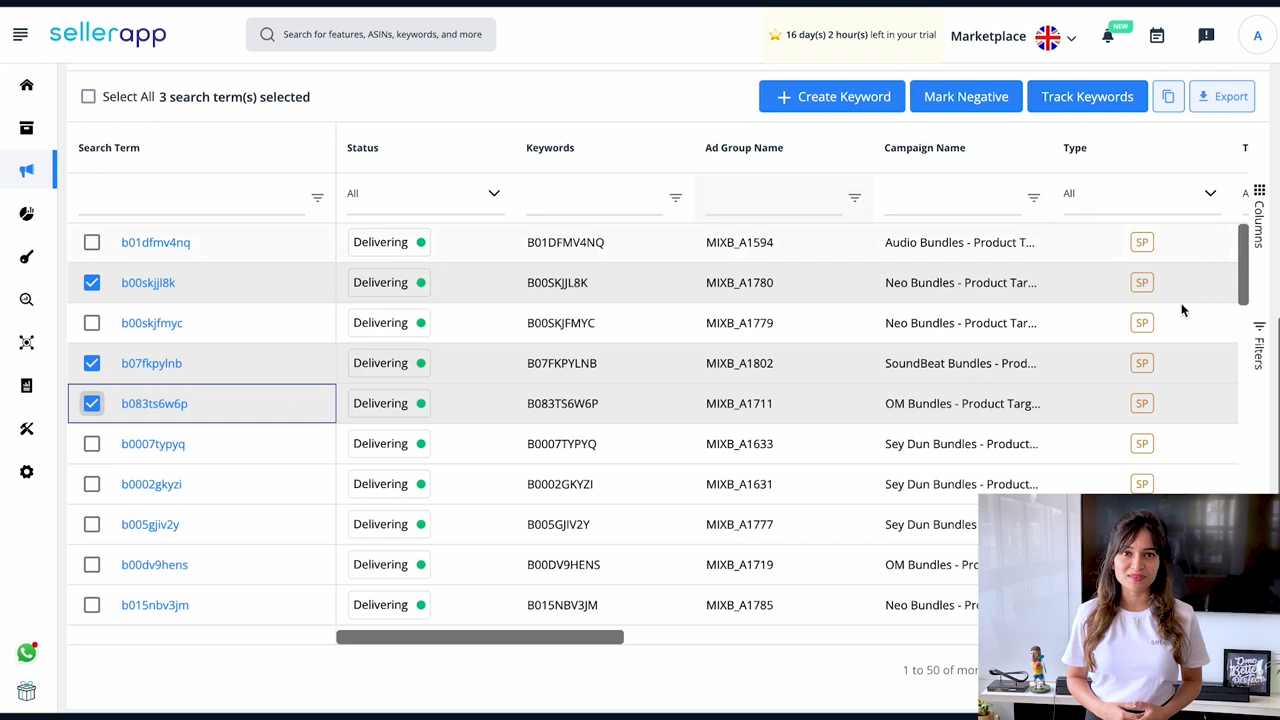 sellerapp
Search for features, ASINs, keywords, and more
16 day(s) 2 hour(s) left in your trial
Marketplace
NEW
A
Select All 3 search term(s) selected
Create Keyword
Mark Negative
Track Keywords
Export
Search Term
Status
Keywords
Ad Group Name
Campaign Name
Type
T
All
All
A
Columns
Filters
b01dfmv4nq Delivering B01DFMV4NQ MIXB_A1594 Audio Bundles - Product T... SP
b00skjjl8k Delivering B00SKJJL8K MIXB_A1780 Neo Bundles - Product Tar... SP
b00skjfmyc Delivering B00SKJFMYC MIXB_A1779 Neo Bundles - Product Tar... SP
b07fkpylnb Delivering B07FKPYLNB MIXB_A1802 SoundBeat Bundles - Prod... SP
b083ts6w6p Delivering B083TS6W6P MIXB_A1711 OM Bundles - Product Targ... SP
b0007typyq Delivering B0007TYPYQ MIXB_A1633 Sey Dun Bundles - Product... SP
b0002gkyzi Delivering B0002GKYZI MIXB_A1631 Sey Dun Bundles - Product... SP
b005gjiv2y Delivering B005GJIV2Y MIXB_A1777 Sey Dun Bundles
b00dv9hens Delivering B00DV9HENS MIXB_A1719 OM Bundles - Pro
b015nbv3jm Delivering B015NBV3JM MIXB_A1785 Neo Bundles - Pro
1 to 50 of mor
Done
Better
Perfect